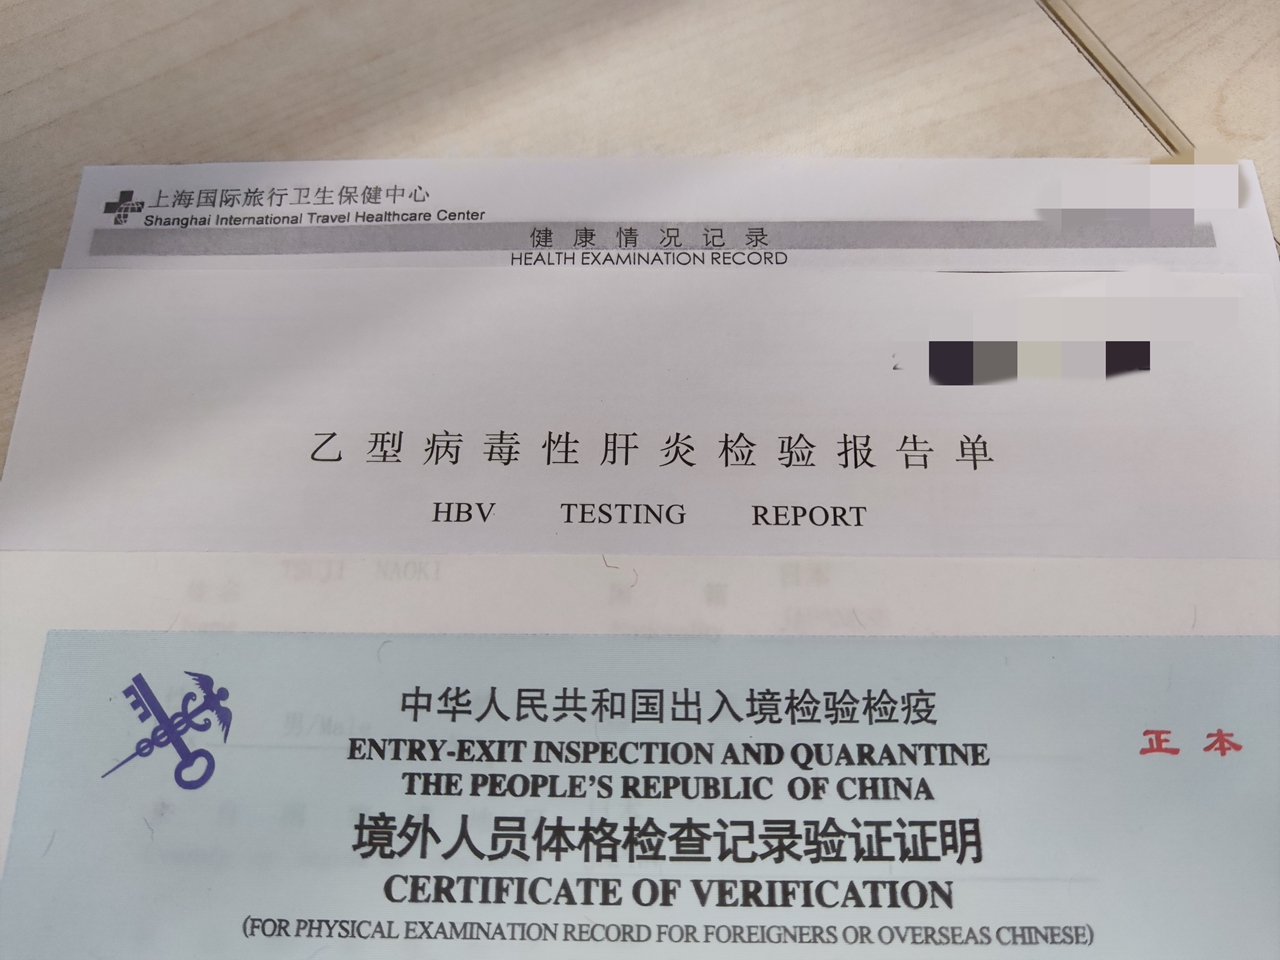 上海国际旅行卫生保健中心
Shanghai International Travel Healthcare Center
健康情况记录
HEALTH EXAMINATION RECORD
乙型病毒性肝炎检验报告单
HBV TESTING REPORT
男/Male
中华人民共和国出入境检验检疫
ENTRY-EXIT INSPECTION AND QUARANTINE
THE PEOPLE'S REPUBLIC OF CHINA
正本
境外人员体格检查记录验证证明
CERTIFICATE OF VERIFICATION
(FOR PHYSICAL EXAMINATION RECORD FOR FOREIGNERS OR OVERSEAS CHINESE)